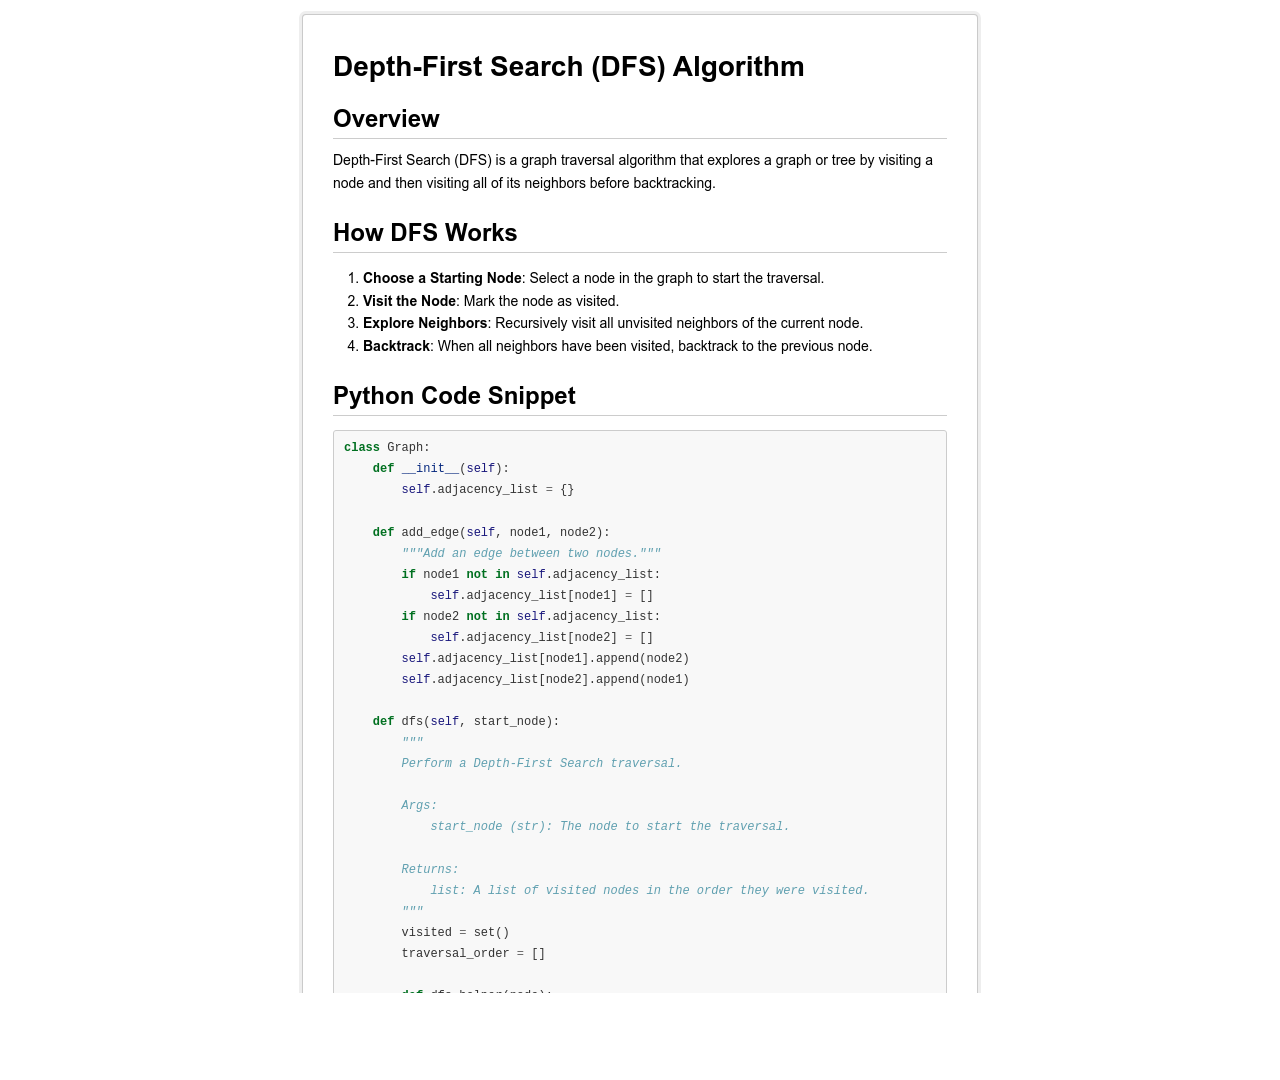 Depth-First Search (DFS) Algorithm
Overview
Depth-First Search (DFS) is a graph traversal algorithm that explores a graph or tree by visiting a
node and then visiting all of its neighbors before backtracking.
How DFS Works
1. Choose a Starting Node: Select a node in the graph to start the traversal.
2. Visit the Node: Mark the node as visited.
3. Explore Neighbors: Recursively visit all unvisited neighbors of the current node.
4. Backtrack: When all neighbors have been visited, backtrack to the previous node.
Python Code Snippet
class Graph:
    def __init__(self):
        self.adjacency_list = {}

    def add_edge(self, node1, node2):
        """Add an edge between two nodes."""
        if node1 not in self.adjacency_list:
            self.adjacency_list[node1] = []
        if node2 not in self.adjacency_list:
            self.adjacency_list[node2] = []
        self.adjacency_list[node1].append(node2)
        self.adjacency_list[node2].append(node1)

    def dfs(self, start_node):
        """
        Perform a Depth-First Search traversal.

        Args:
            start_node (str): The node to start the traversal.

        Returns:
            list: A list of visited nodes in the order they were visited.
        """
        visited = set()
        traversal_order = []